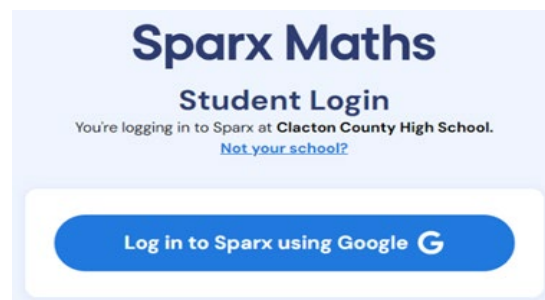 Sparx Maths
Student Login
You're logging in to Sparx at Clacton County High School.
Not your school?
Log in to Sparx using Google G